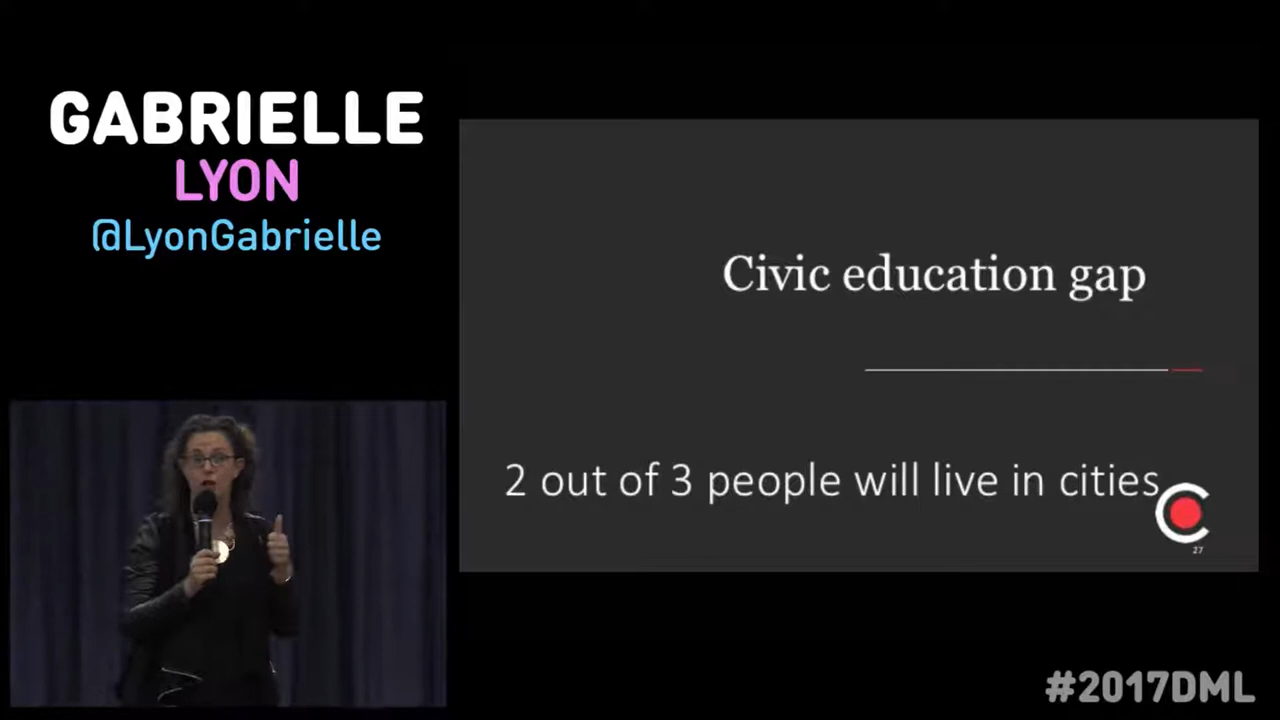 GABRIELLE
LYON
@LyonGabrielle
Civic education gap
2 out of 3 people will live in cities
27
#2017DML